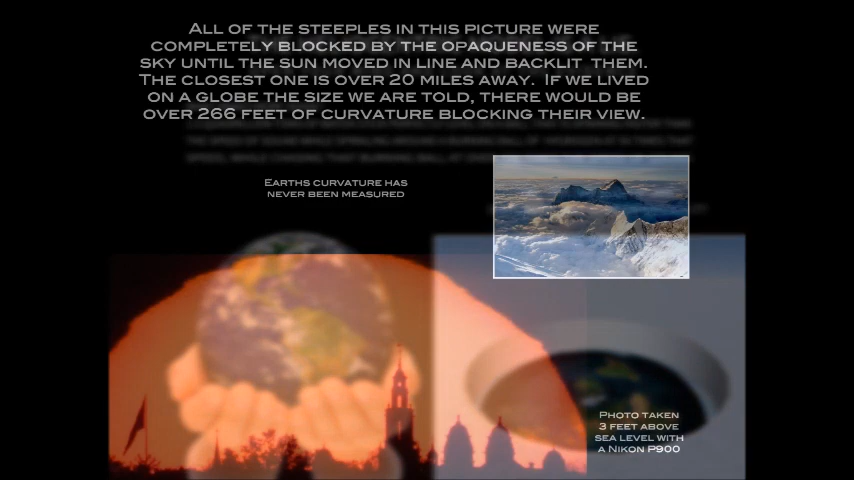 All of the steeples in this picture were
completely blocked by the opaqueness of the
sky until the sun moved in line and backlit them.
The closest one is over 20 miles away. If we lived
on a globe the size we are told, there would be
over 266 feet of curvature blocking their view.
Earths curvature has
never been measured
Photo taken
3 feet above
sea level with
a Nikon P900